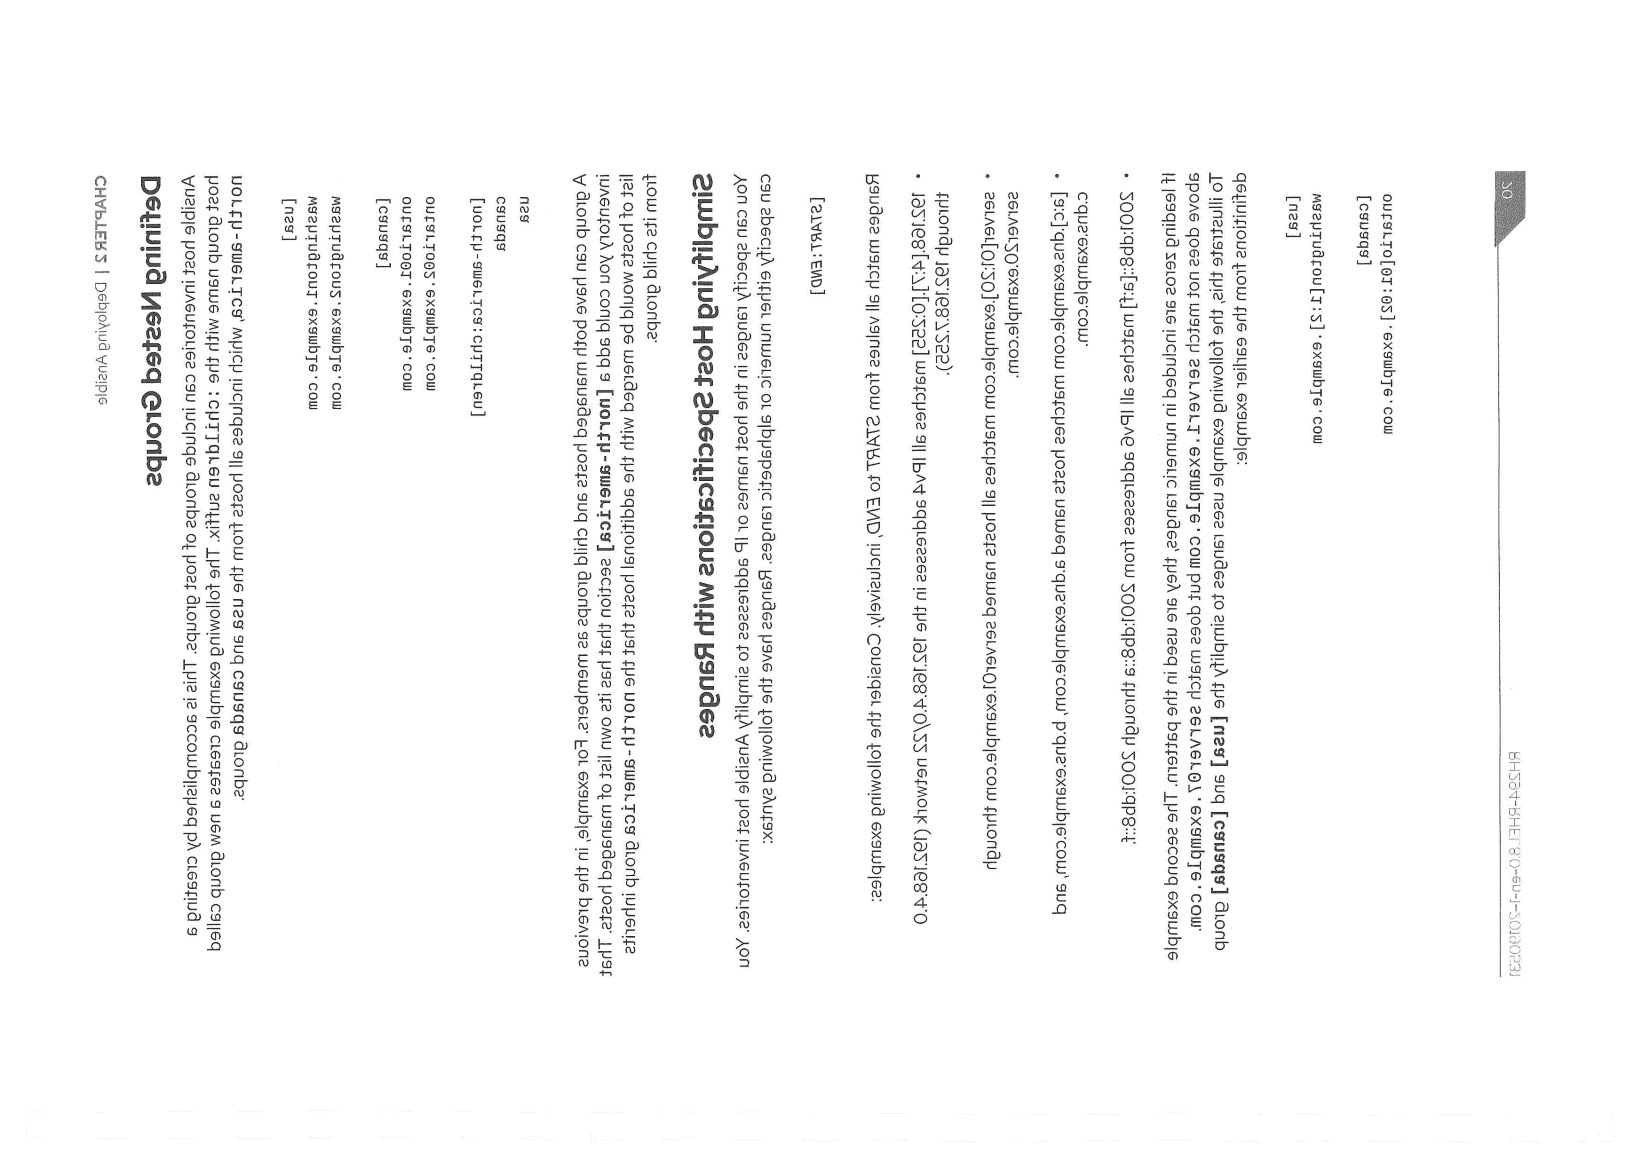 CHAPTER 2 | Deploying Ansible
Defining Nested Groups
Ansible host inventories can include groups of host groups. This is accomplished by creating a
host group name with the :children suffix. The following example creates a new group called
north-america, which includes all hosts from the usa and canada groups.
[usa]
washington1.example.com
washington2.example.com
[canada]
ontario01.example.com
ontario02.example.com
[north-america:children]
canada
usa
A group can have both managed hosts and child groups as members. For example, in the previous
inventory you could add a [north-america] section that has its own list of managed hosts. That
list of hosts would be merged with the additional hosts that the north-america group inherits
from its child groups.
Simplifying Host Specifications with Ranges
You can specify ranges in the host names or IP addresses to simplify Ansible host inventories. You
can specify either numeric or alphabetic ranges. Ranges have the following syntax:
[START:END]
Ranges match all values from START to END, inclusively. Consider the following examples:
• 192.168.[4:7].[0:255] matches all IPv4 addresses in the 192.168.4.0/22 network (192.168.4.0
through 192.168.7.255).
• server[01:20].example.com matches all hosts named server01.example.com through
server20.example.com.
• [a:c].dns.example.com matches hosts named a.dns.example.com, b.dns.example.com, and
c.dns.example.com.
• 2001:db8::[a:f] matches all IPv6 addresses from 2001:db8::a through 2001:db8::f.
If leading zeros are included in numeric ranges, they are used in the pattern. The second example
above does not match server1.example.com but does match server07.example.com.
To illustrate this, the following example uses ranges to simplify the [usa] and [canada] group
definitions from the earlier example:
[usa]
washington[1:2].example.com
[canada]
ontario[01:02].example.com
20
RH294-RHEL8.0-en-1-20190531